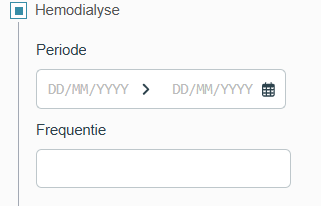 Hemodialyse
Periode
DD/MM/YYYY > DD/MM/YYYY
Frequentie